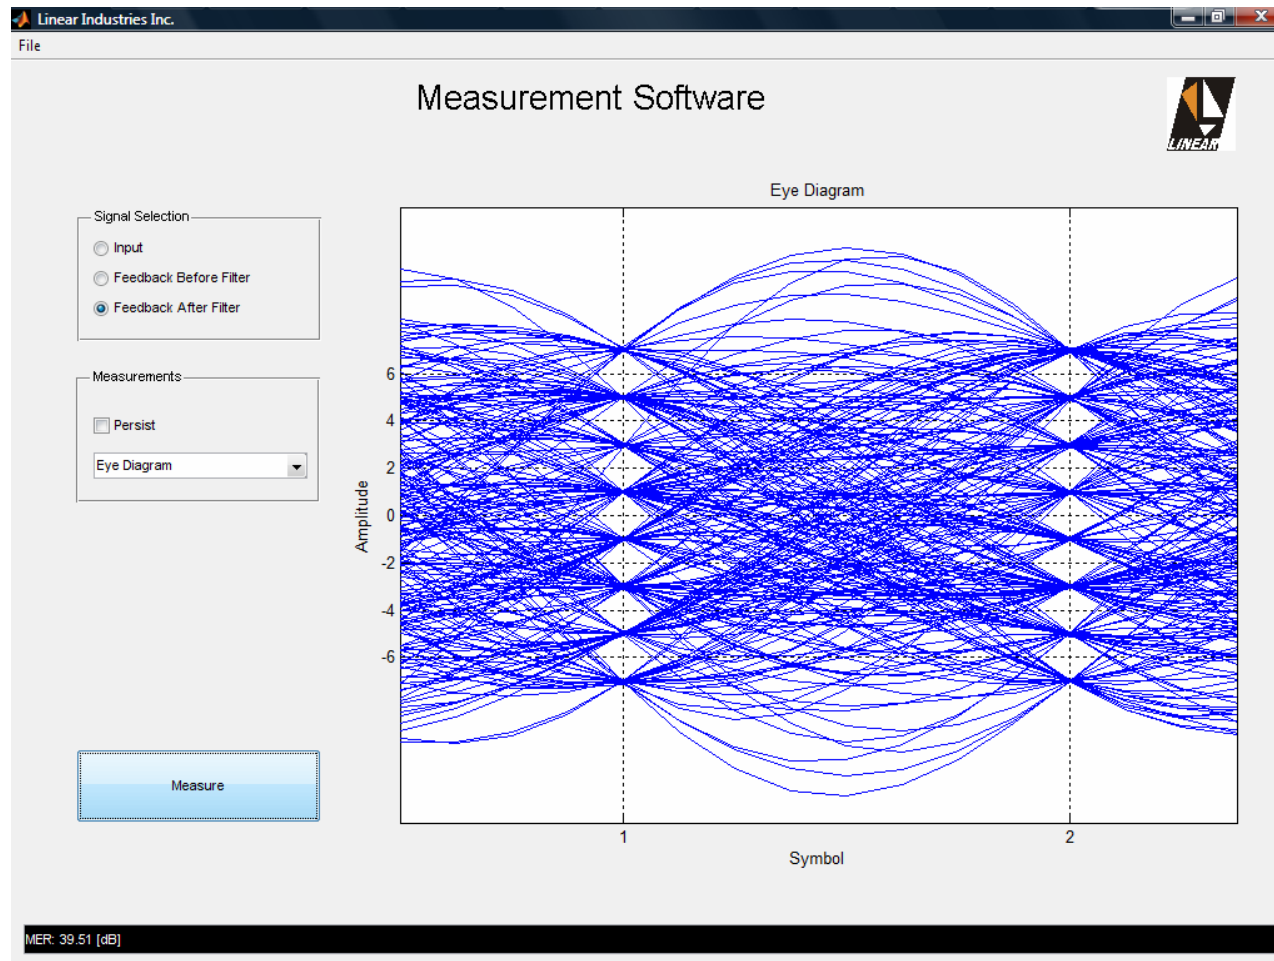 Linear Industries Inc.
File
Measurement Software
LINEAR
Eye Diagram
Signal Selection
Input
Feedback Before Filter
Feedback After Filter
Measurements
Persist
Eye Diagram
Amplitude
6
4
2
0
-2
-4
-6
1
2
Symbol
Measure
MER: 39.51 [dB]